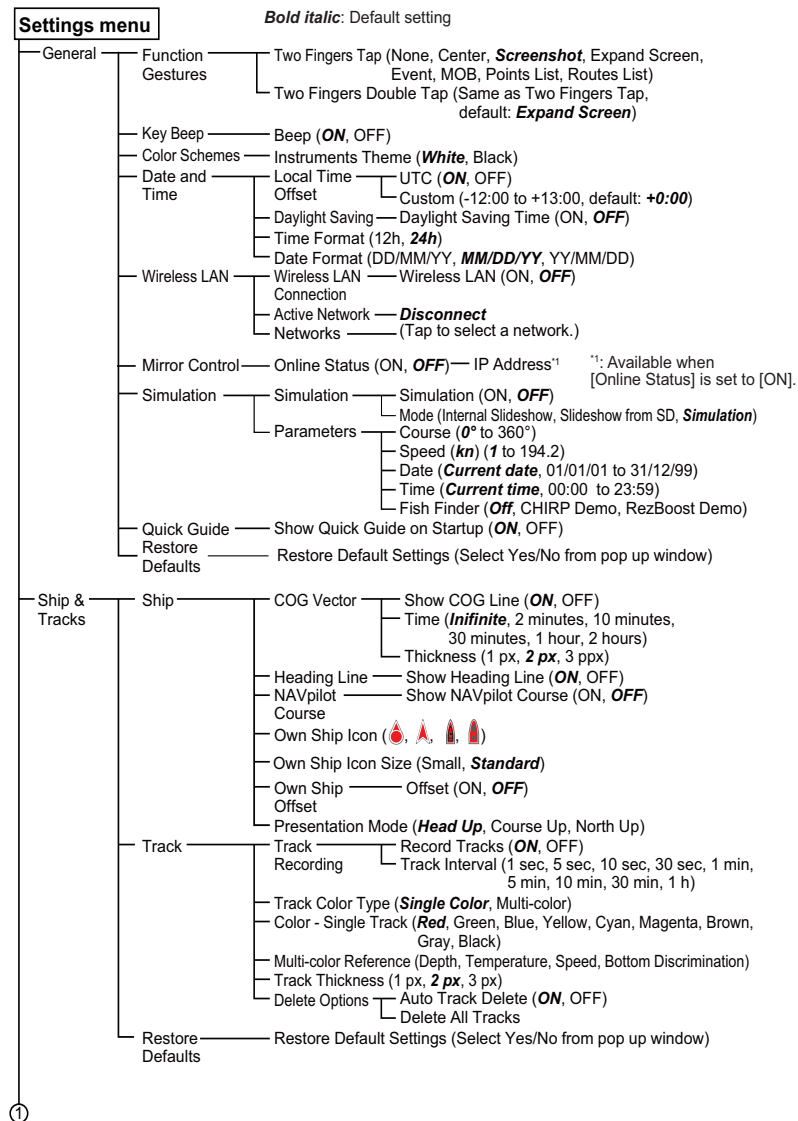 Settings menu
Bold italic: Default setting
General
Function
Gestures
Two Fingers Tap (None, Center, Screenshot, Expand Screen,
Event, MOB, Points List, Routes List)
Two Fingers Double Tap (Same as Two Fingers Tap,
default: Expand Screen)
Key Beep
Beep (ON, OFF)
Color Schemes
Instruments Theme (White, Black)
Date and
Time
Local Time
Offset
UTC (ON, OFF)
Custom (-12:00 to +13:00, default: +0:00)
Daylight Saving
Daylight Saving Time (ON, OFF)
Time Format (12h, 24h)
Date Format (DD/MM/YY, MM/DD/YY, YY/MM/DD)
Wireless LAN
Wireless LAN
Connection
Wireless LAN (ON, OFF)
Active Network
Disconnect
Networks
(Tap to select a network.)
Mirror Control
Online Status (ON, OFF)
IP Address*1
*1: Available when
[Online Status] is set to [ON].
Simulation
Simulation
Simulation (ON, OFF)
Mode (Internal Slideshow, Slideshow from SD, Simulation)
Parameters
Course (0° to 360°)
Speed (kn) (1 to 194.2)
Date (Current date, 01/01/01 to 31/12/99)
Time (Current time, 00:00 to 23:59)
Fish Finder (Off, CHIRP Demo, RezBoost Demo)
Quick Guide
Show Quick Guide on Startup (ON, OFF)
Restore
Defaults
Restore Default Settings (Select Yes/No from pop up window)
Ship &
Tracks
Ship
COG Vector
Show COG Line (ON, OFF)
Time (Inifinite, 2 minutes, 10 minutes,
30 minutes, 1 hour, 2 hours)
Thickness (1 px, 2 px, 3 ppx)
Heading Line
Show Heading Line (ON, OFF)
NAVpilot
Course
Show NAVpilot Course (ON, OFF)
Own Ship Icon ( , , , )
Own Ship Icon Size (Small, Standard)
Own Ship
Offset
Offset (ON, OFF)
Presentation Mode (Head Up, Course Up, North Up)
Track
Track
Recording
Record Tracks (ON, OFF)
Track Interval (1 sec, 5 sec, 10 sec, 30 sec, 1 min,
5 min, 10 min, 30 min, 1 h)
Track Color Type (Single Color, Multi-color)
Color - Single Track (Red, Green, Blue, Yellow, Cyan, Magenta, Brown,
Gray, Black)
Multi-color Reference (Depth, Temperature, Speed, Bottom Discrimination)
Track Thickness (1 px, 2 px, 3 px)
Delete Options
Auto Track Delete (ON, OFF)
Delete All Tracks
Restore
Defaults
Restore Default Settings (Select Yes/No from pop up window)
1